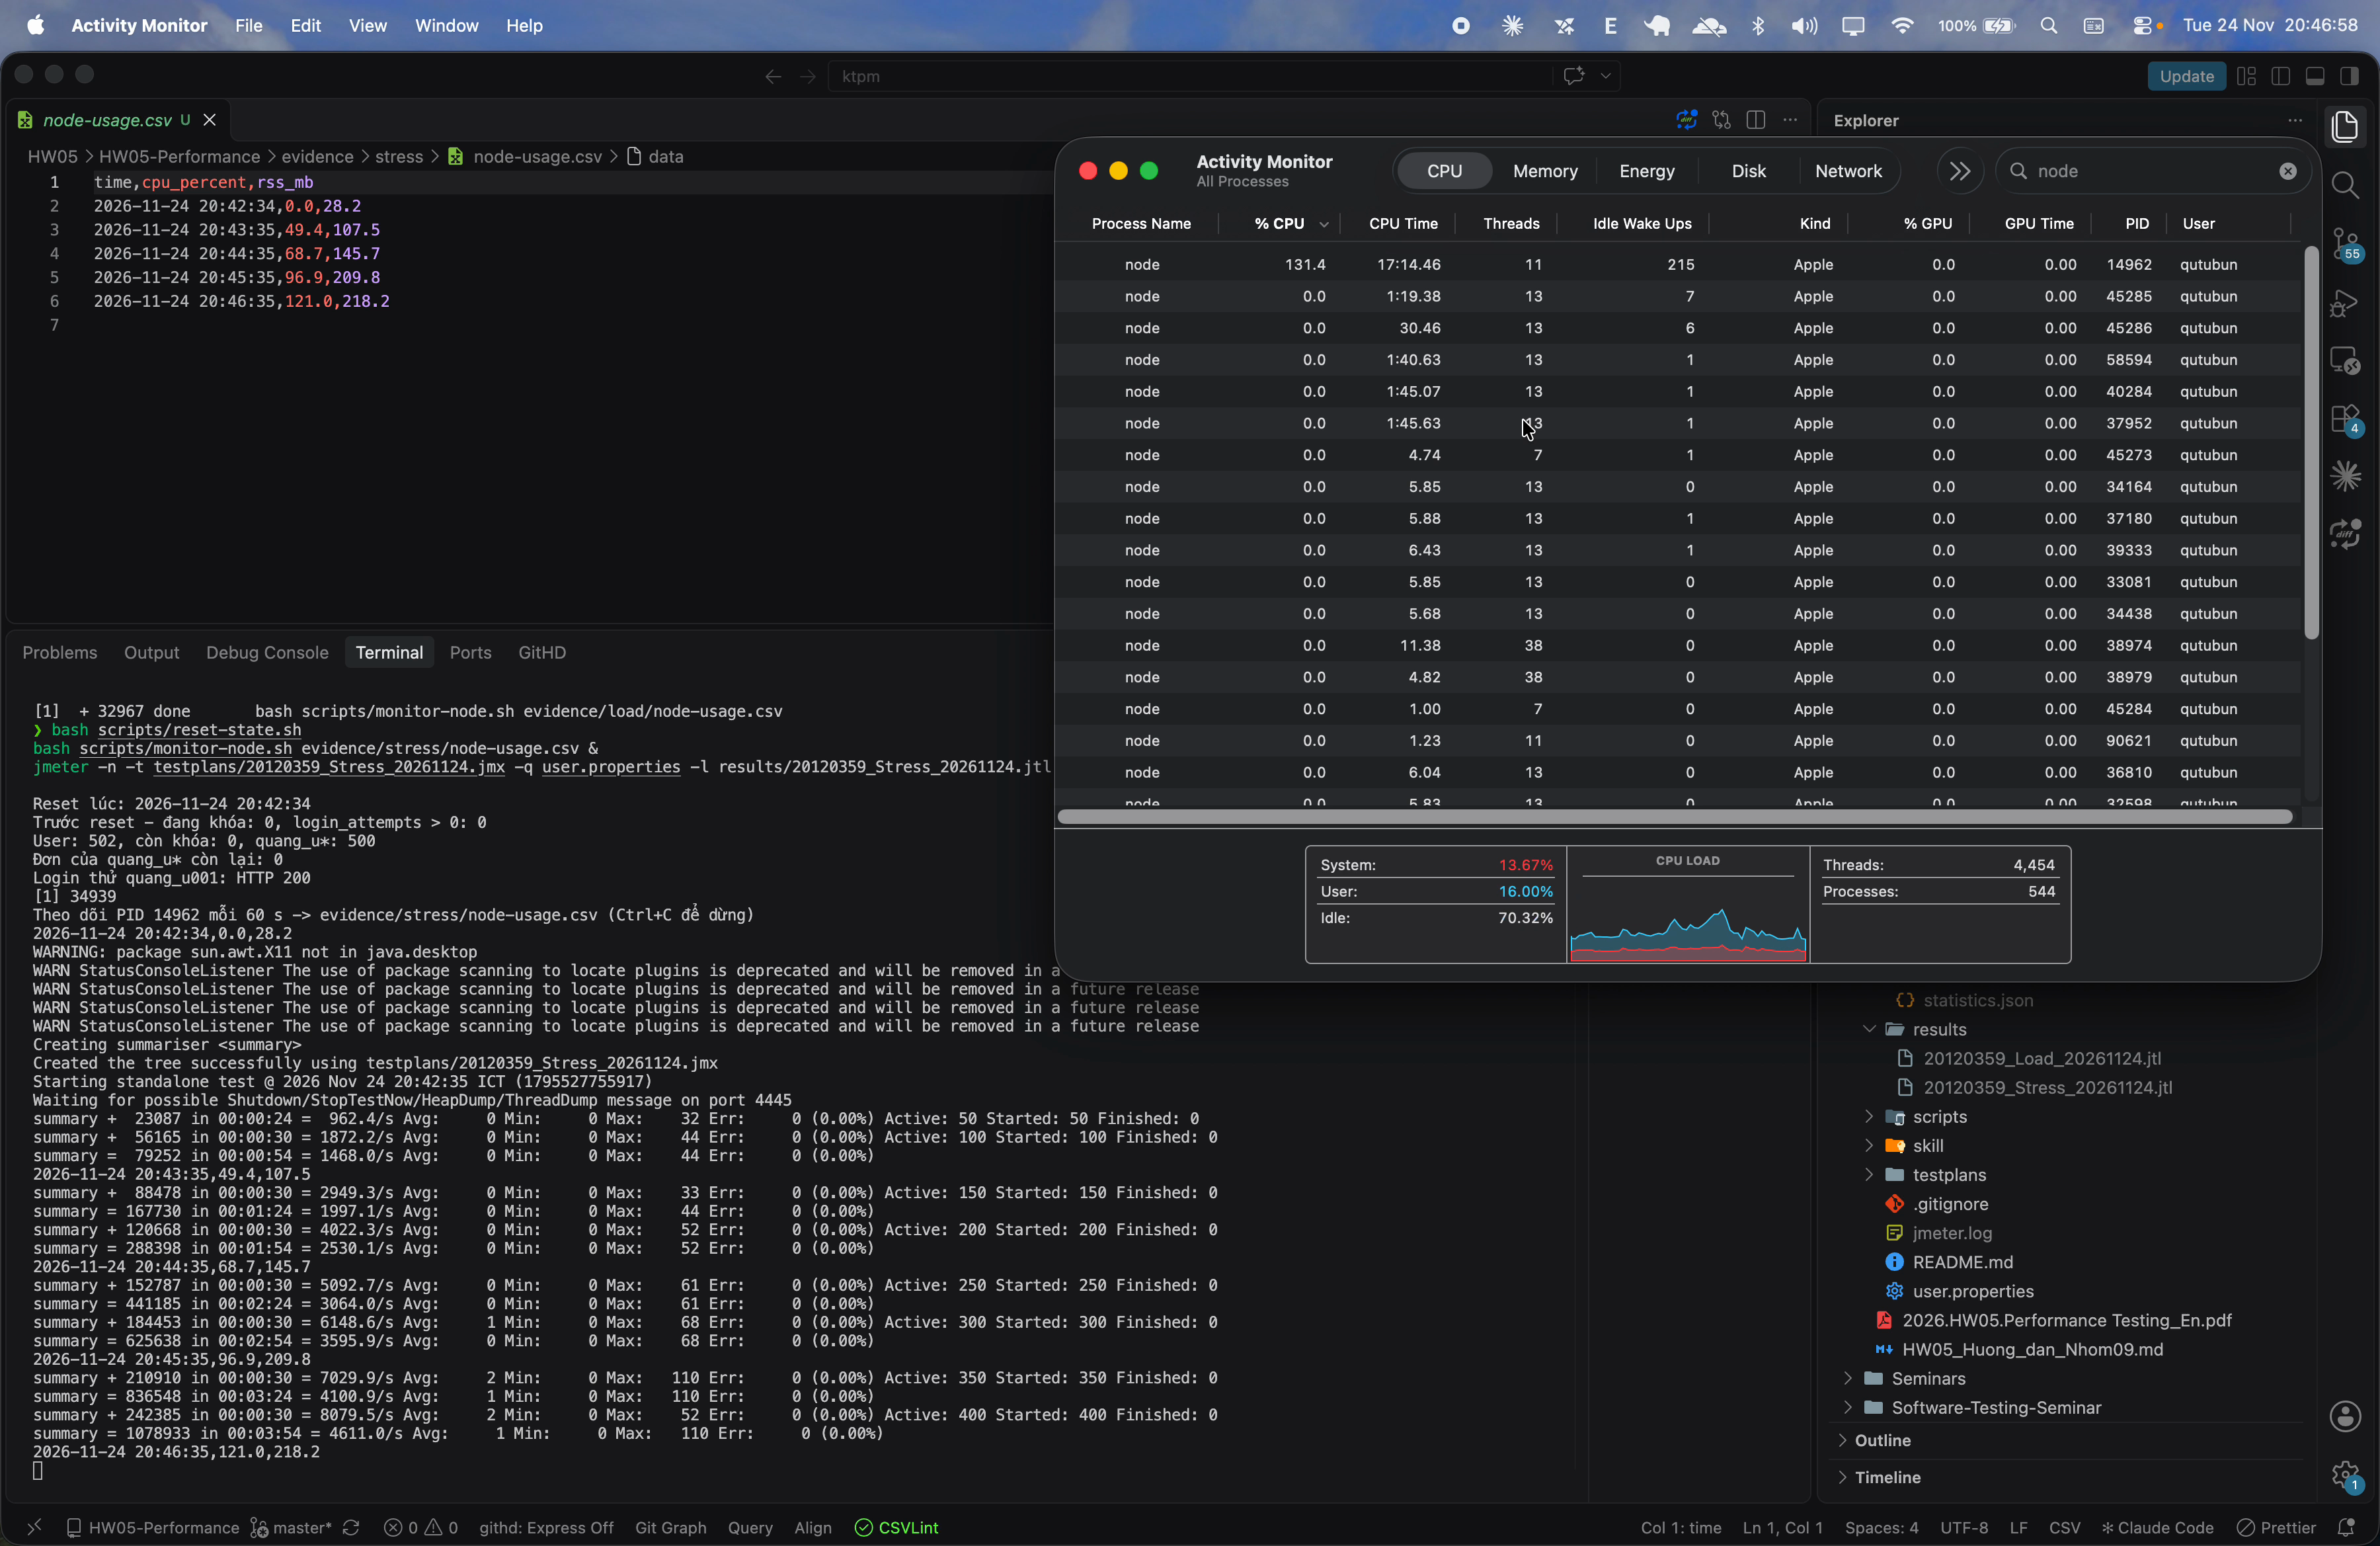 Activity Monitor File Edit View Window Help
E 100% Tue 24 Nov 20:46:58
ktpm
Update
node-usage.csv U
diff
HW05 > HW05-Performance > evidence > stress > node-usage.csv > data
1 time,cpu_percent,rss_mb
2 2026-11-24 20:42:34,0.0,28.2
3 2026-11-24 20:43:35,49.4,107.5
4 2026-11-24 20:44:35,68.7,145.7
5 2026-11-24 20:45:35,96.9,209.8
6 2026-11-24 20:46:35,121.0,218.2
7
Problems Output Debug Console Terminal Ports GitHD
[1] + 32967 done bash scripts/monitor-node.sh evidence/load/node-usage.csv
❯ bash scripts/reset-state.sh
bash scripts/monitor-node.sh evidence/stress/node-usage.csv &
jmeter -n -t testplans/20120359_Stress_20261124.jmx -q user.properties -l results/20120359_Stress_20261124.jtl
Reset lúc: 2026-11-24 20:42:34
Trước reset – đang khóa: 0, login_attempts > 0: 0
User: 502, còn khóa: 0, quang_u*: 500
Đơn của quang_u* còn lại: 0
Login thử quang_u001: HTTP 200
[1] 34939
Theo dõi PID 14962 mỗi 60 s -> evidence/stress/node-usage.csv (Ctrl+C để dừng)
2026-11-24 20:42:34,0.0,28.2
WARNING: package sun.awt.X11 not in java.desktop
WARN StatusConsoleListener The use of package scanning to locate plugins is deprecated and will be removed in a
WARN StatusConsoleListener The use of package scanning to locate plugins is deprecated and will be removed in a future release
WARN StatusConsoleListener The use of package scanning to locate plugins is deprecated and will be removed in a future release
WARN StatusConsoleListener The use of package scanning to locate plugins is deprecated and will be removed in a future release
Creating summariser <summary>
Created the tree successfully using testplans/20120359_Stress_20261124.jmx
Starting standalone test @ 2026 Nov 24 20:42:35 ICT (1795527755917)
Waiting for possible Shutdown/StopTestNow/HeapDump/ThreadDump message on port 4445
summary + 23087 in 00:00:24 = 962.4/s Avg: 0 Min: 0 Max: 32 Err: 0 (0.00%) Active: 50 Started: 50 Finished: 0
summary + 56165 in 00:00:30 = 1872.2/s Avg: 0 Min: 0 Max: 44 Err: 0 (0.00%) Active: 100 Started: 100 Finished: 0
summary = 79252 in 00:00:54 = 1468.0/s Avg: 0 Min: 0 Max: 44 Err: 0 (0.00%)
2026-11-24 20:43:35,49.4,107.5
summary + 88478 in 00:00:30 = 2949.3/s Avg: 0 Min: 0 Max: 33 Err: 0 (0.00%) Active: 150 Started: 150 Finished: 0
summary = 167730 in 00:01:24 = 1997.1/s Avg: 0 Min: 0 Max: 44 Err: 0 (0.00%)
summary + 120668 in 00:00:30 = 4022.3/s Avg: 0 Min: 0 Max: 52 Err: 0 (0.00%) Active: 200 Started: 200 Finished: 0
summary = 288398 in 00:01:54 = 2530.1/s Avg: 0 Min: 0 Max: 52 Err: 0 (0.00%)
2026-11-24 20:44:35,68.7,145.7
summary + 152787 in 00:00:30 = 5092.7/s Avg: 0 Min: 0 Max: 61 Err: 0 (0.00%) Active: 250 Started: 250 Finished: 0
summary = 441185 in 00:02:24 = 3064.0/s Avg: 0 Min: 0 Max: 61 Err: 0 (0.00%)
summary + 184453 in 00:00:30 = 6148.6/s Avg: 1 Min: 0 Max: 68 Err: 0 (0.00%) Active: 300 Started: 300 Finished: 0
summary = 625638 in 00:02:54 = 3595.9/s Avg: 0 Min: 0 Max: 68 Err: 0 (0.00%)
2026-11-24 20:45:35,96.9,209.8
summary + 210910 in 00:00:30 = 7029.9/s Avg: 2 Min: 0 Max: 110 Err: 0 (0.00%) Active: 350 Started: 350 Finished: 0
summary = 836548 in 00:03:24 = 4100.9/s Avg: 1 Min: 0 Max: 110 Err: 0 (0.00%)
summary + 242385 in 00:00:30 = 8079.5/s Avg: 2 Min: 0 Max: 52 Err: 0 (0.00%) Active: 400 Started: 400 Finished: 0
summary = 1078933 in 00:03:54 = 4611.0/s Avg: 1 Min: 0 Max: 110 Err: 0 (0.00%)
2026-11-24 20:46:35,121.0,218.2
Explorer
Activity Monitor
All Processes
CPU Memory Energy Disk Network
node
Process Name % CPU CPU Time Threads Idle Wake Ups Kind % GPU GPU Time PID User
node 131.4 17:14.46 11 215 Apple 0.0 0.00 14962 qutubun
node 0.0 1:19.38 13 7 Apple 0.0 0.00 45285 qutubun
node 0.0 30.46 13 6 Apple 0.0 0.00 45286 qutubun
node 0.0 1:40.63 13 1 Apple 0.0 0.00 58594 qutubun
node 0.0 1:45.07 13 1 Apple 0.0 0.00 40284 qutubun
node 0.0 1:45.63 13 1 Apple 0.0 0.00 37952 qutubun
node 0.0 4.74 7 1 Apple 0.0 0.00 45273 qutubun
node 0.0 5.85 13 0 Apple 0.0 0.00 34164 qutubun
node 0.0 5.88 13 1 Apple 0.0 0.00 37180 qutubun
node 0.0 6.43 13 1 Apple 0.0 0.00 39333 qutubun
node 0.0 5.85 13 0 Apple 0.0 0.00 33081 qutubun
node 0.0 5.68 13 0 Apple 0.0 0.00 34438 qutubun
node 0.0 11.38 38 0 Apple 0.0 0.00 38974 qutubun
node 0.0 4.82 38 0 Apple 0.0 0.00 38979 qutubun
node 0.0 1.00 7 0 Apple 0.0 0.00 45284 qutubun
node 0.0 1.23 11 0 Apple 0.0 0.00 90621 qutubun
node 0.0 6.04 13 0 Apple 0.0 0.00 36810 qutubun
node 0.0 5.83 13 0 Apple 0.0 0.00 32598 qutubun
System: 13.67%
User: 16.00%
Idle: 70.32%
CPU LOAD
Threads: 4,454
Processes: 544
55
4
diff
statistics.json
results
20120359_Load_20261124.jtl
20120359_Stress_20261124.jtl
scripts
skill
testplans
.gitignore
jmeter.log
README.md
user.properties
2026.HW05.Performance Testing_En.pdf
HW05_Huong_dan_Nhom09.md
Seminars
Software-Testing-Seminar
Outline
Timeline
1
HW05-Performance master* 0 0 githd: Express Off Git Graph Query Align CSVLint
Col 1: time Ln 1, Col 1 Spaces: 4 UTF-8 LF CSV Claude Code Prettier